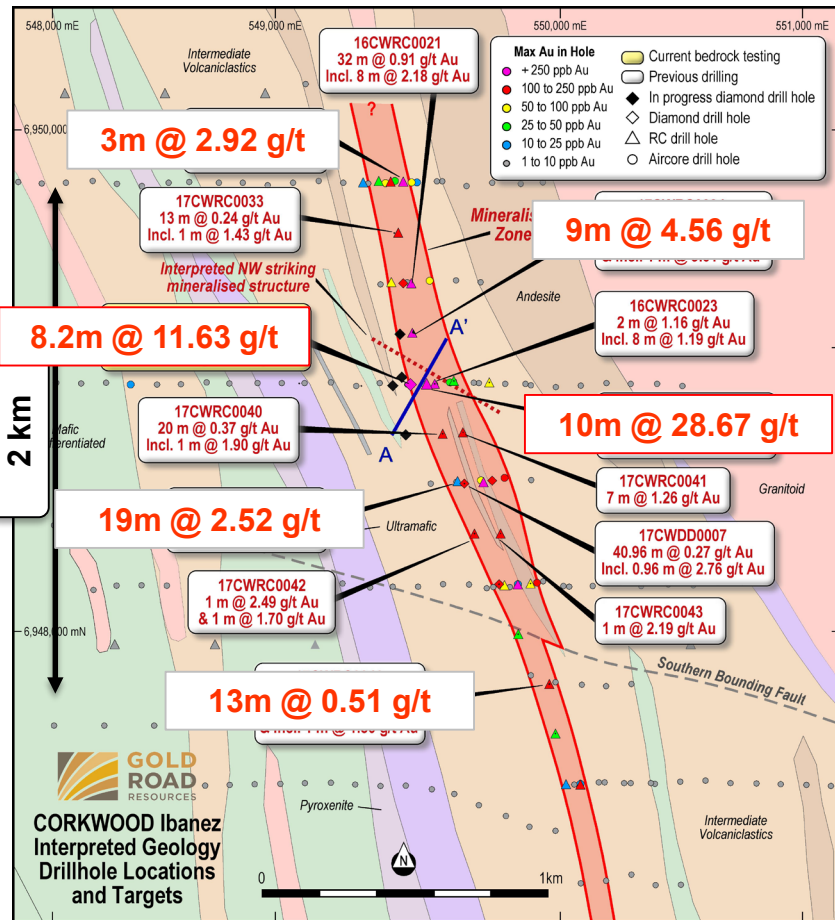 548,000 mE
549,000 mE
550,000 mE
551,000 mE
Intermediate
Volcaniclastics
16CWRC0021
32 m @ 0.91 g/t Au
Incl. 8 m @ 2.18 g/t Au
Max Au in Hole
+ 250 ppb Au
100 to 250 ppb Au
50 to 100 ppb Au
25 to 50 ppb Au
10 to 25 ppb Au
1 to 10 ppb Au
Current bedrock testing
Previous drilling
In progress diamond drill hole
Diamond drill hole
RC drill hole
Aircore drill hole
?
6,950,000
3m @ 2.92 g/t
17CWRC0033
13 m @ 0.24 g/t Au
Incl. 1 m @ 1.43 g/t Au
Mineralis
Zone
9m @ 4.56 g/t
Interpreted NW striking
mineralised structure
Andesite
8.2m @ 11.63 g/t
A'
16CWRC0023
2 m @ 1.16 g/t Au
Incl. 8 m @ 1.19 g/t Au
2 km
Mafic
fferentiated
17CWRC0040
20 m @ 0.37 g/t Au
Incl. 1 m @ 1.90 g/t Au
A
10m @ 28.67 g/t
17CWRC0041
7 m @ 1.26 g/t Au
Granitoid
19m @ 2.52 g/t
Ultramafic
17CWDD0007
40.96 m @ 0.27 g/t Au
Incl. 0.96 m @ 2.76 g/t Au
17CWRC0042
1 m @ 2.49 g/t Au
& 1 m @ 1.70 g/t Au
17CWRC0043
1 m @ 2.19 g/t Au
6,948,000 mN
Southern Bounding Fault
13m @ 0.51 g/t
GOLD
ROAD
RESOURCES
CORKWOOD Ibanez
Interpreted Geology
Drillhole Locations
and Targets
Pyroxenite
Intermediate
Volcaniclastics
N
0
1km